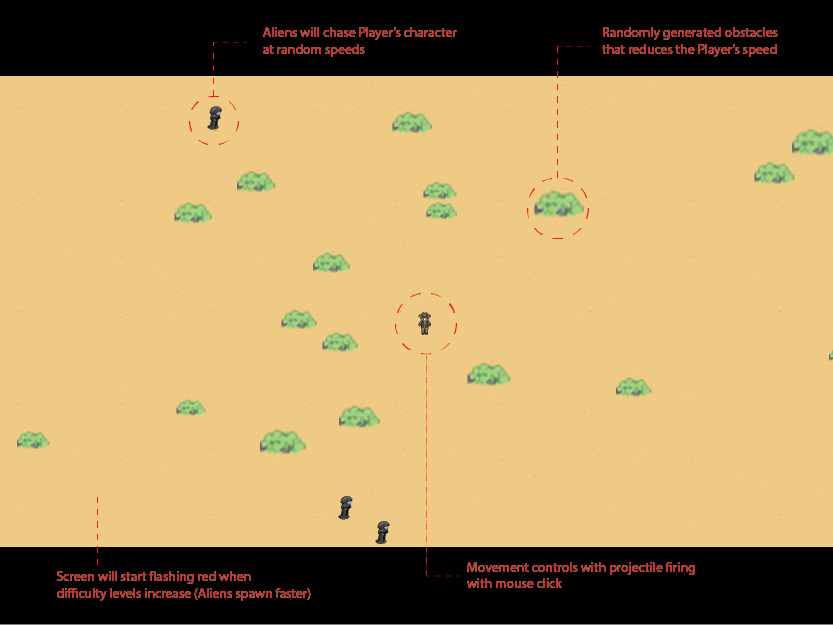 Aliens will chase Player's character
at random speeds
Randomly generated obstacles
that reduces the Player's speed
Screen will start flashing red when
difficulty levels increase (Aliens spawn faster)
Movement controls with projectile firing
with mouse click